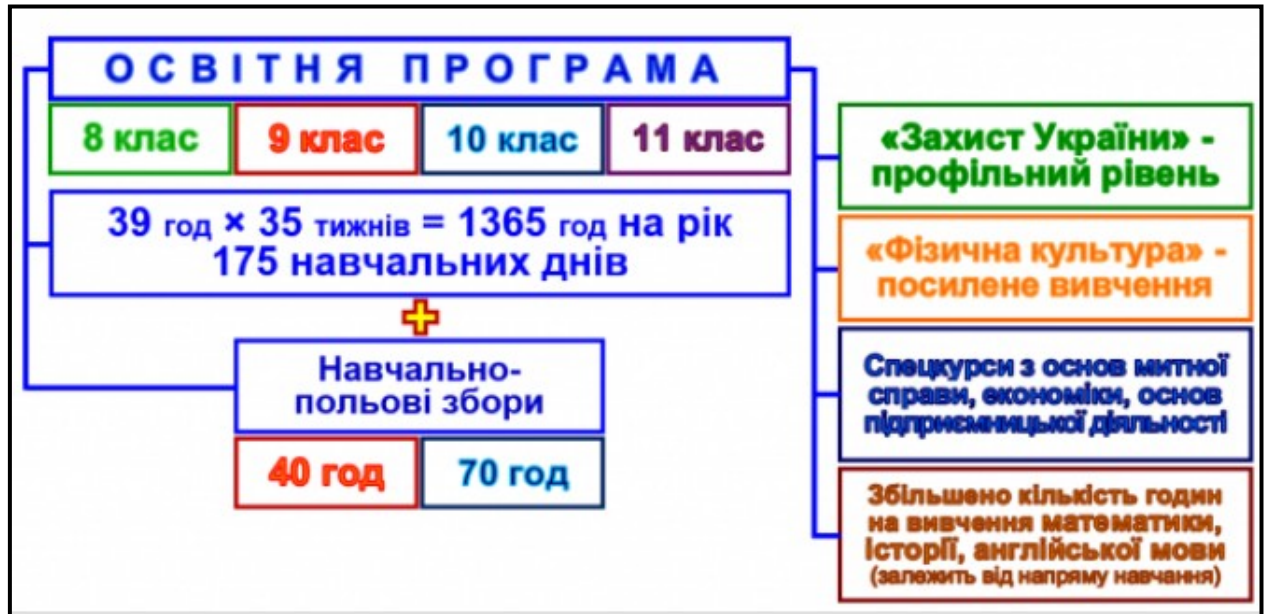 ОСВІТНЯ ПРОГРАМА
8 клас
9 клас
10 клас
11 клас
39 год × 35 тижнів = 1365 год на рік
175 навчальних днів
+
Навчально-
польові збори
40 год
70 год
«Захист України» -
профільний рівень
«Фізична культура» -
посилене вивчення
Спецкурси з основ митної
справи, економіки, основ
підприємницької діяльності
Збільшено кількість годин
на вивчення математики,
історії, англійської мови
(залежить від напряму навчання)